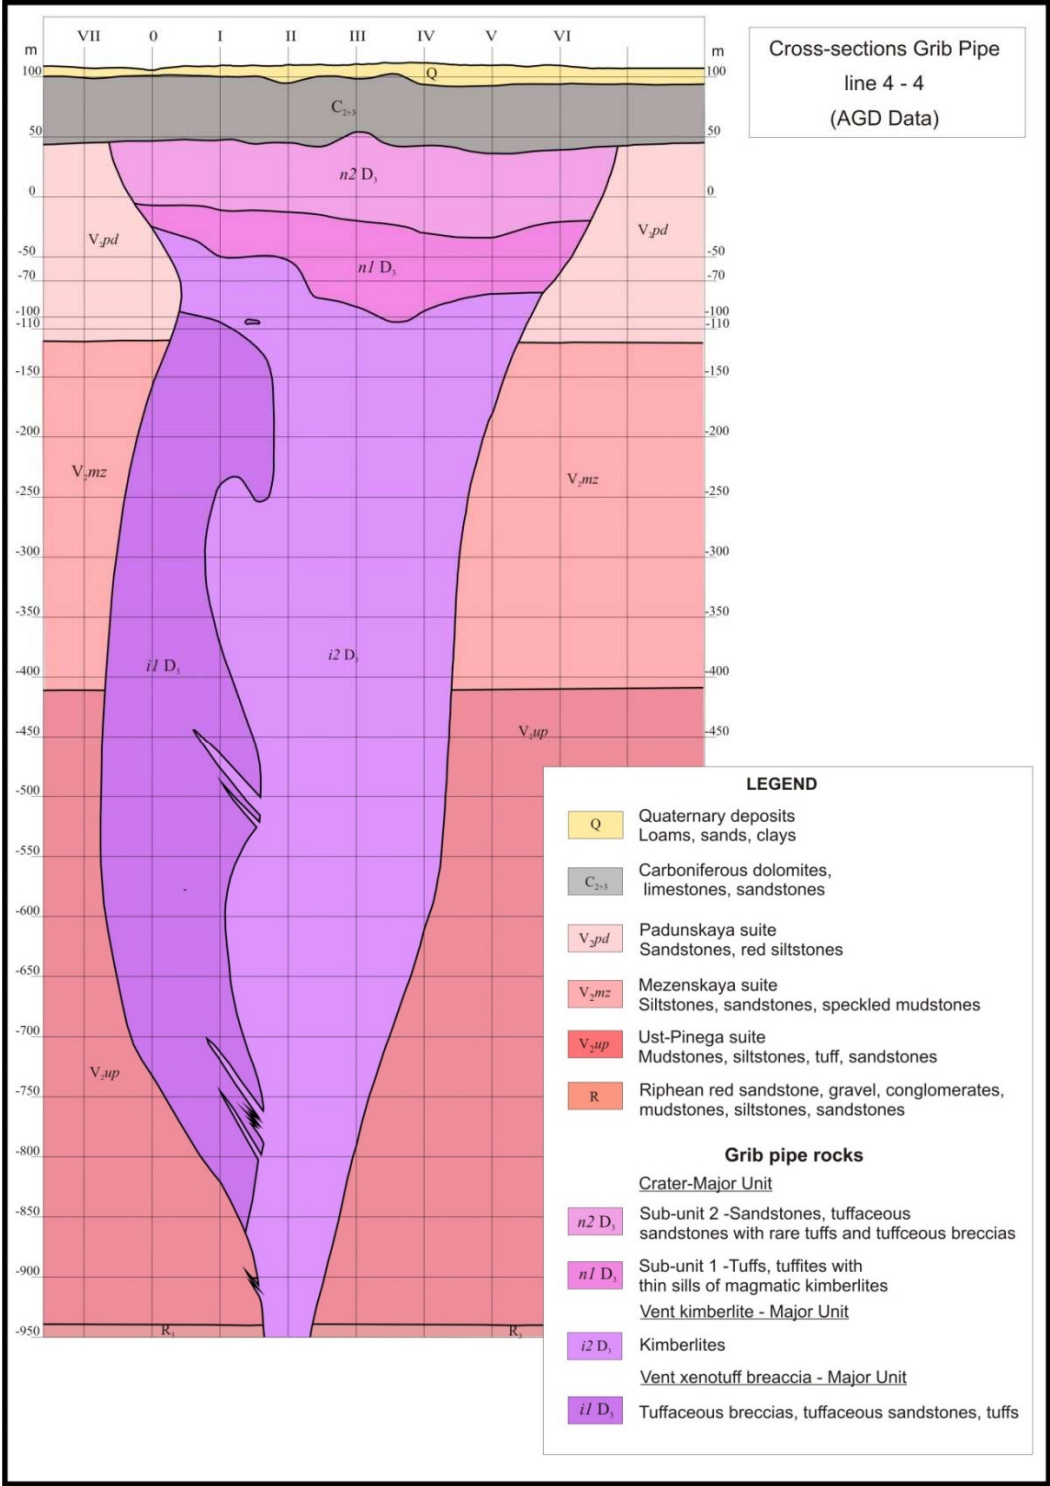 Cross-sections Grib Pipe
line 4 - 4
(AGD Data)
VII 0 I II III IV V VI
m m
100 100
50 50
0 0
-50 -50
-70 -70
-100 -100
-110 -110
-150 -150
-200 -200
-250 -250
-300 -300
-350 -350
-400 -400
-450 -450
-500
-550
-600
-650
-700
-750
-800
-850
-900
-950
Q
C₂₊₃
n2 D₃
V₂pd
V₂pd
n1 D₃
V₂mz
V₂mz
i1 D₃
i2 D₃
V₂up
V₂up
R₃
R₃
LEGEND
Q
Quaternary deposits
Loams, sands, clays
C₂₊₃
Carboniferous dolomites,
limestones, sandstones
V₂pd
Padunskaya suite
Sandstones, red siltstones
V₂mz
Mezenskaya suite
Siltstones, sandstones, speckled mudstones
V₂up
Ust-Pinega suite
Mudstones, siltstones, tuff, sandstones
R
Riphean red sandstone, gravel, conglomerates,
mudstones, siltstones, sandstones
Grib pipe rocks
Crater-Major Unit
n2 D₃
Sub-unit 2 -Sandstones, tuffaceous
sandstones with rare tuffs and tuffceous breccias
n1 D₃
Sub-unit 1 -Tuffs, tuffites with
thin sills of magmatic kimberlites
Vent kimberlite - Major Unit
i2 D₃
Kimberlites
Vent xenotuff breaccia - Major Unit
i1 D₃
Tuffaceous breccias, tuffaceous sandstones, tuffs